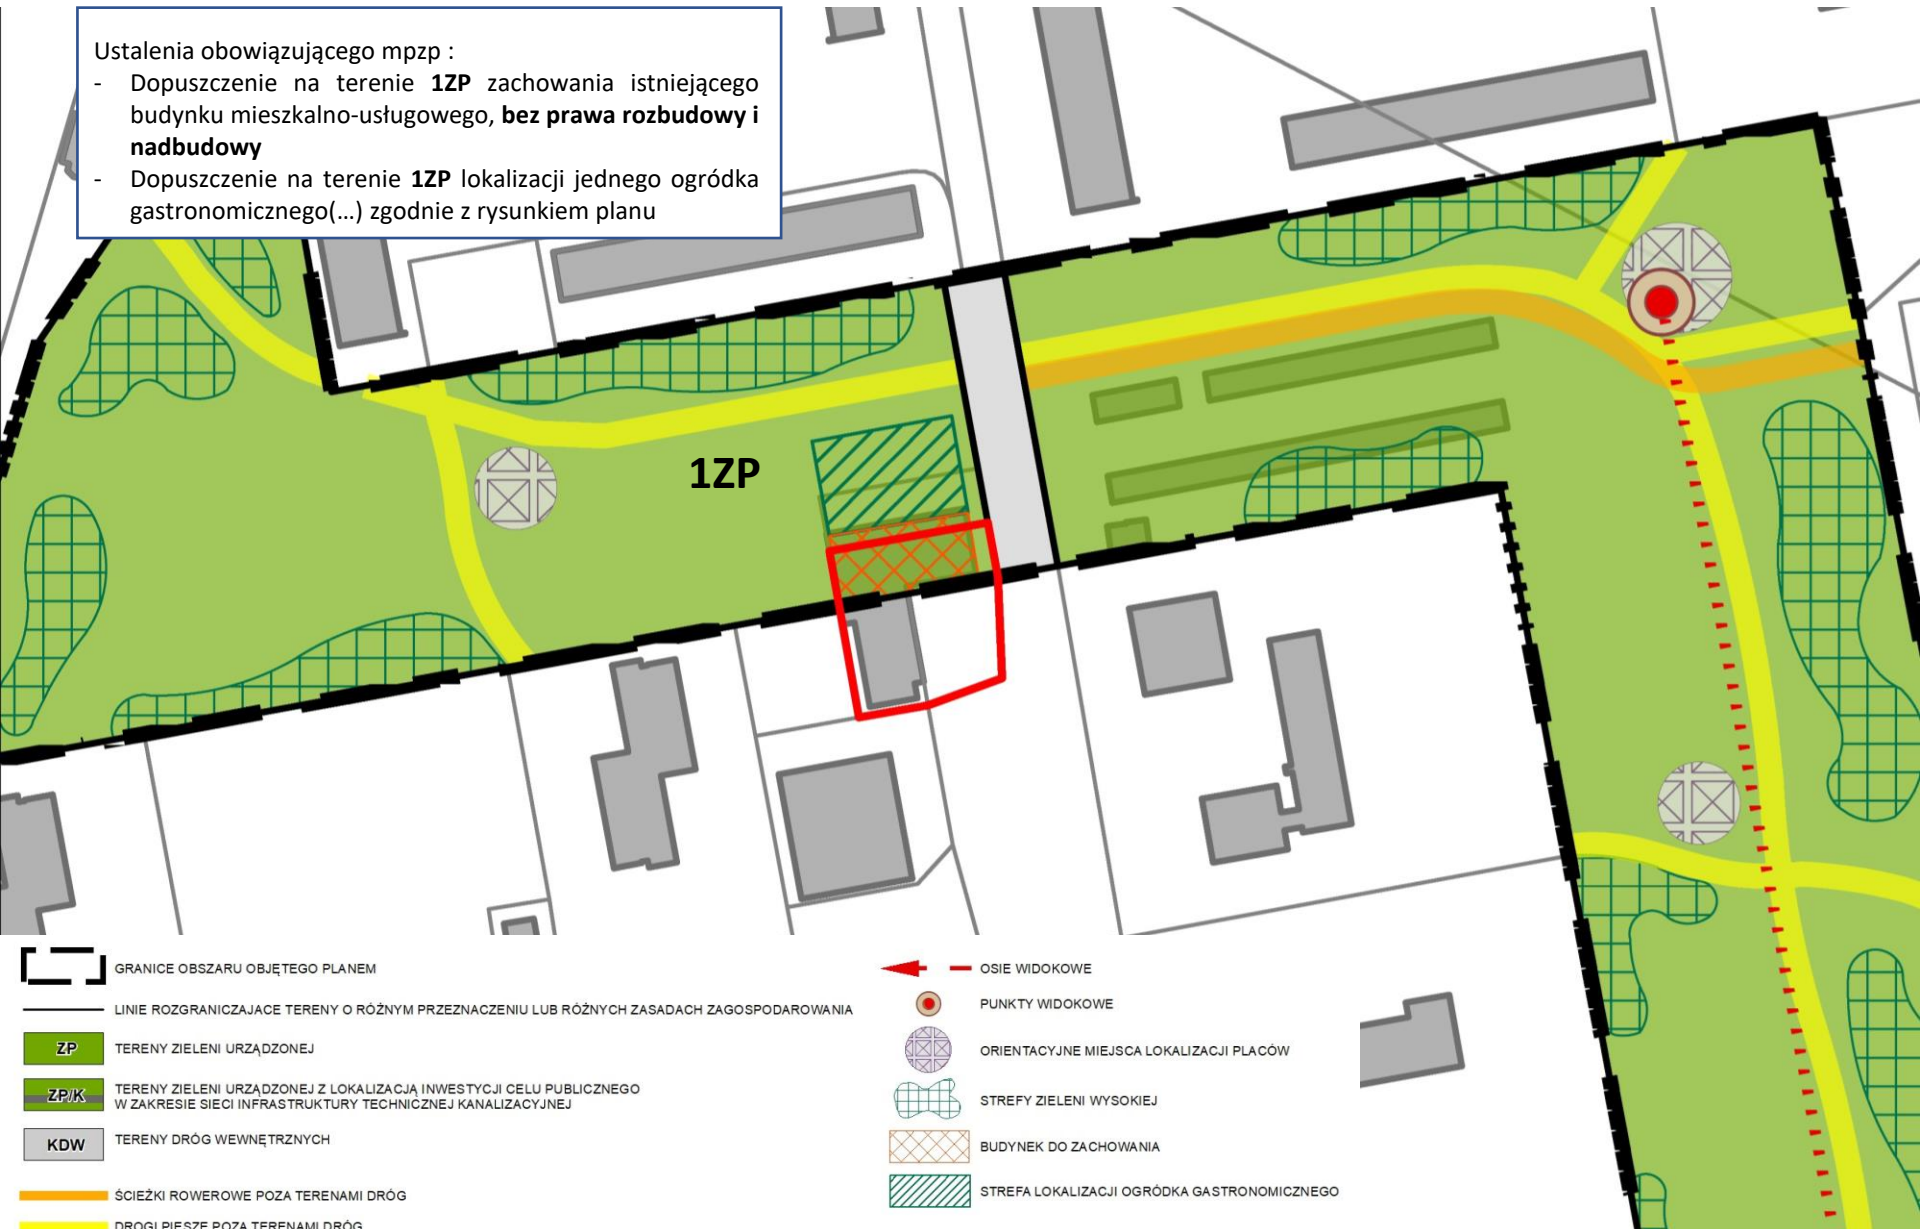 Ustalenia obowiązującego mpzp :
- Dopuszczenie na terenie 1ZP zachowania istniejącego
budynku mieszkalno-usługowego, bez prawa rozbudowy i
nadbudowy
- Dopuszczenie na terenie 1ZP lokalizacji jednego ogródka
gastronomicznego(...) zgodnie z rysunkiem planu
1ZP
GRANICE OBSZARU OBJĘTEGO PLANEM
LINIE ROZGRANICZAJACE TERENY O RÓŻNYM PRZEZNACZENIU LUB RÓŻNYCH ZASADACH ZAGOSPODAROWANIA
ZP TERENY ZIELENI URZĄDZONEJ
ZP/K TERENY ZIELENI URZĄDZONEJ Z LOKALIZACJĄ INWESTYCJI CELU PUBLICZNEGO
W ZAKRESIE SIECI INFRASTRUKTURY TECHNICZNEJ KANALIZACYJNEJ
KDW TERENY DRÓG WEWNĘTRZNYCH
ŚCIEŻKI ROWEROWE POZA TERENAMI DRÓG
DROGI PIESZE POZA TERENAMI DRÓG
OSIE WIDOKOWE
PUNKTY WIDOKOWE
ORIENTACYJNE MIEJSCA LOKALIZACJI PLACÓW
STREFY ZIELENI WYSOKIEJ
BUDYNEK DO ZACHOWANIA
STREFA LOKALIZACJI OGRÓDKA GASTRONOMICZNEGO